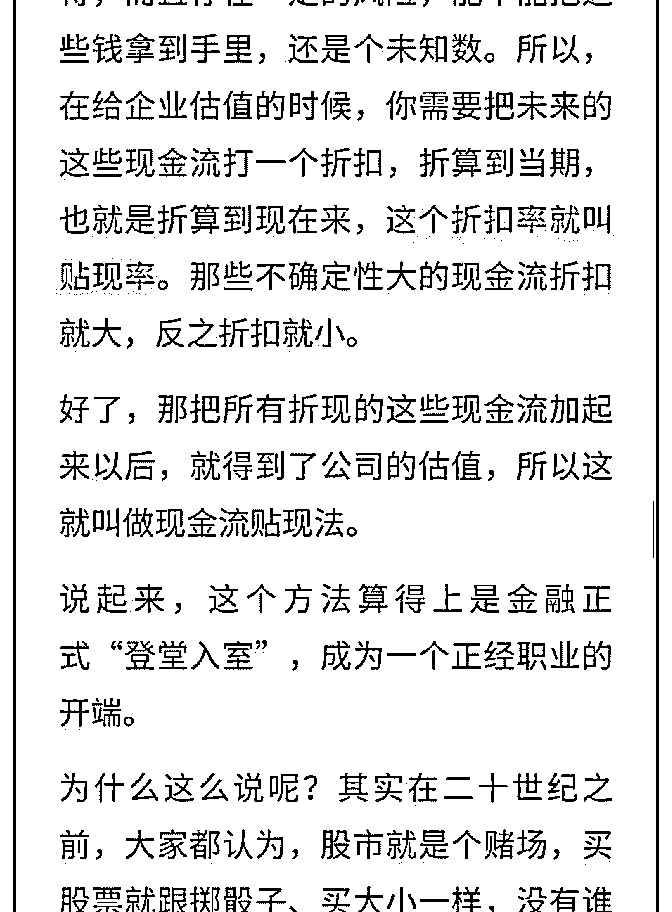 些钱拿到手里，还是个未知数。所以，
在给企业估值的时候，你需要把未来的
这些现金流打一个折扣，折算到当期，
也就是折算到现在来，这个折扣率就叫
贴现率。那些不确定性大的现金流折扣
就大，反之折扣就小。
好了，那把所有折现的这些现金流加起
来以后，就得到了公司的估值，所以这
就叫做现金流贴现法。
说起来，这个方法算得上是金融正
式“登堂入室”，成为一个正经职业的
开端。
为什么这么说呢？其实在二十世纪之
前，大家都认为，股市就是个赌场，买
股票就跟掷骰子、买大小一样，没有谁